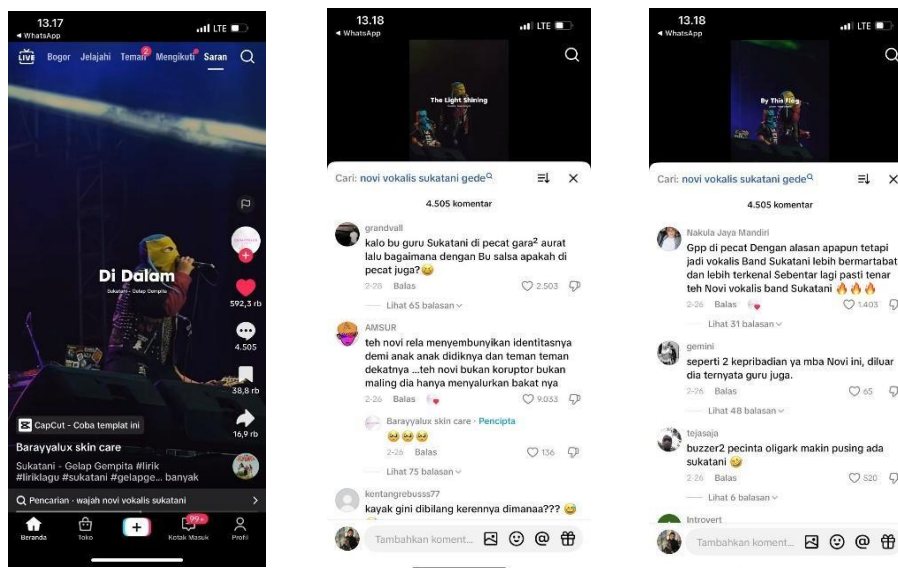 13.17
LTE
◄ WhatsApp
LIVE
Bogor
Jelajahi
Teman
2
Mengikuti
Saran
Di Dalam
Sukatani - Gelap Gempita
592,3 rb
4.505
38,8 rb
16,9 rb
CapCut - Coba templat ini
Barayyalux skin care
Sukatani - Gelap Gempita #lirik
#liriklagu #sukatani #gelapge... banyak
Pencarian · wajah novi vokalis sukatani
Beranda
Toko
99+
Kotak Masuk
Profil
13.18
LTE
◄ WhatsApp
The Light Shining
Cari: novi vokalis sukatani gede
4.505 komentar
grandvall
kalo bu guru Sukatani di pecat gara² aurat
lalu bagaimana dengan Bu salsa apakah di
pecat juga?😅
2-28 Balas 2.503
Lihat 65 balasan
AMSUR
teh novi rela menyembunyikan identitasnya
demi anak anak didiknya dan teman teman
dekatnya ...teh novi bukan koruptor bukan
maling dia hanya menyalurkan bakat nya
2-26 Balas 9.033
Barayyalux skin care · Pencipta
🥹🥹🥹
2-26 Balas 136
Lihat 75 balasan
kentangrebusss77
kayak gini dibilang kerennya dimanaa??? 😅
Tambahkan koment...
13.18
LTE
◄ WhatsApp
By This Flog
Cari: novi vokalis sukatani gede
4.505 komentar
Nakula Jaya Mandiri
Gpp di pecat Dengan alasan apapun tetapi
jadi vokalis Band Sukatani lebih bermartabat
dan lebih terkenal Sebentar lagi pasti tenar
teh Novi vokalis band Sukatani 🔥🔥🔥
2-26 Balas 1.403
Lihat 31 balasan
gemini
seperti 2 kepribadian ya mba Novi ini, diluar
dia ternyata guru juga.
2-26 Balas 65
Lihat 48 balasan
tejasaja
buzzer2 pecinta oligark makin pusing ada
sukatani 🤣
2-26 Balas 520
Lihat 6 balasan
Introvert
Tambahkan koment...